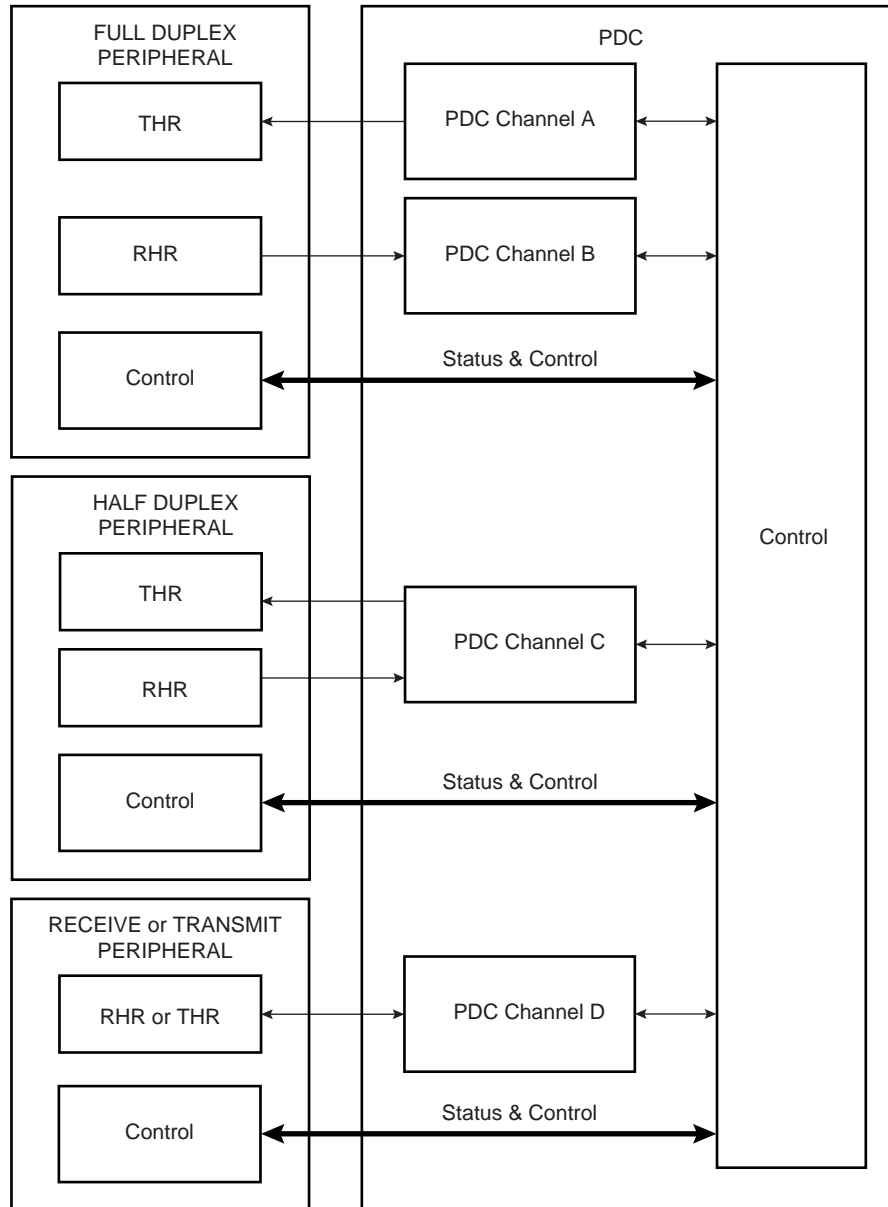 FULL DUPLEX
PERIPHERAL
PDC
THR
PDC Channel A
RHR
PDC Channel B
Control
Status & Control
HALF DUPLEX
PERIPHERAL
Control
THR
PDC Channel C
RHR
Control
Status & Control
RECEIVE or TRANSMIT
PERIPHERAL
RHR or THR
PDC Channel D
Control
Status & Control